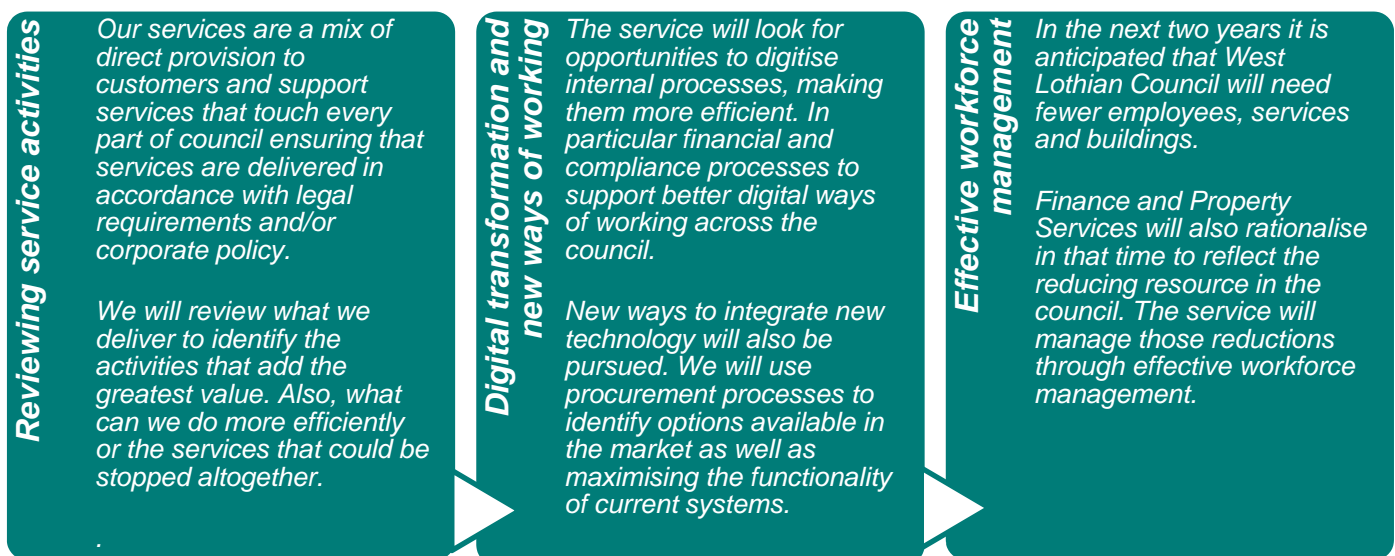 Reviewing service activities
Our services are a mix of
direct provision to
customers and support
services that touch every
part of council ensuring that
services are delivered in
accordance with legal
requirements and/or
corporate policy.
We will review what we
deliver to identify the
activities that add the
greatest value. Also, what
can we do more efficiently
or the services that could be
stopped altogether.
.
Digital transformation and
new ways of working
The service will look for
opportunities to digitise
internal processes, making
them more efficient. In
particular financial and
compliance processes to
support better digital ways
of working across the
council.
New ways to integrate new
technology will also be
pursued. We will use
procurement processes to
identify options available in
the market as well as
maximising the functionality
of current systems.
Effective workforce
management
In the next two years it is
anticipated that West
Lothian Council will need
fewer employees, services
and buildings.
Finance and Property
Services will also rationalise
in that time to reflect the
reducing resource in the
council. The service will
manage those reductions
through effective workforce
management.